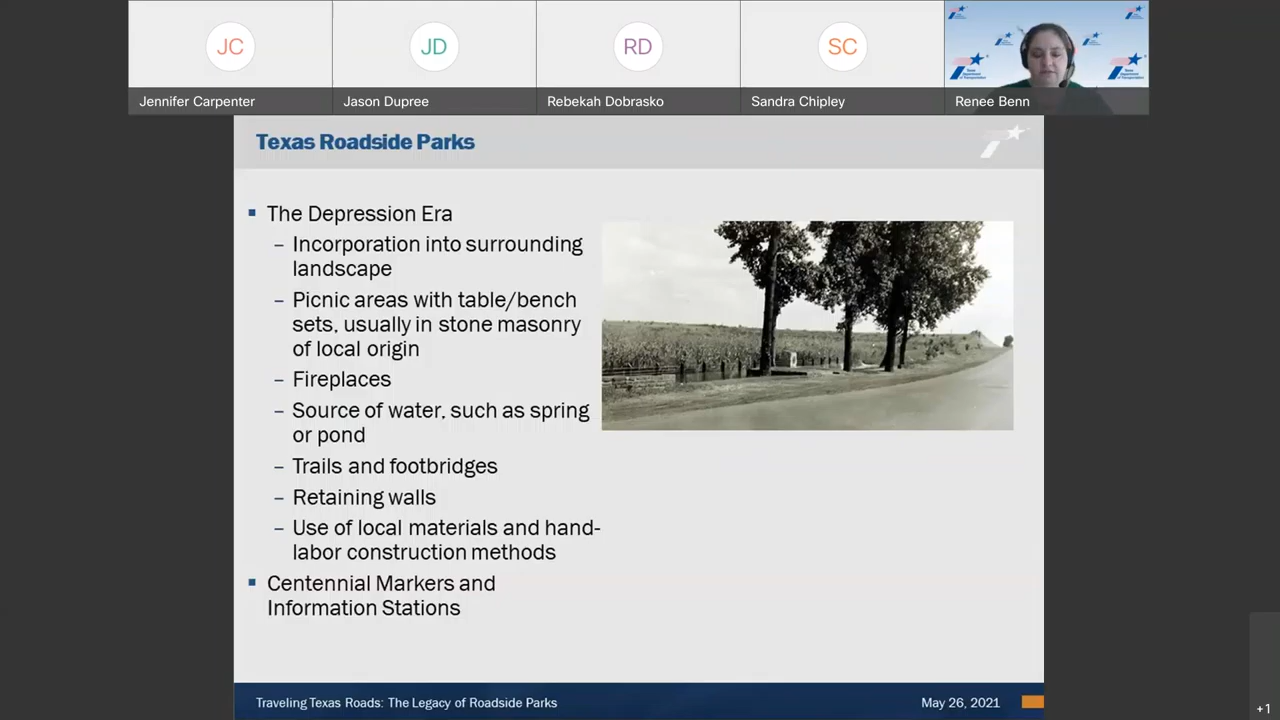 JC
JD
RD
SC
Jennifer Carpenter
Jason Dupree
Rebekah Dobrasko
Sandra Chipley
Renee Benn
Texas Roadside Parks
The Depression Era
– Incorporation into surrounding
landscape
– Picnic areas with table/bench
sets, usually in stone masonry
of local origin
– Fireplaces
– Source of water, such as spring
or pond
– Trails and footbridges
– Retaining walls
– Use of local materials and hand-
labor construction methods
Centennial Markers and
Information Stations
Traveling Texas Roads: The Legacy of Roadside Parks
May 26, 2021
+1